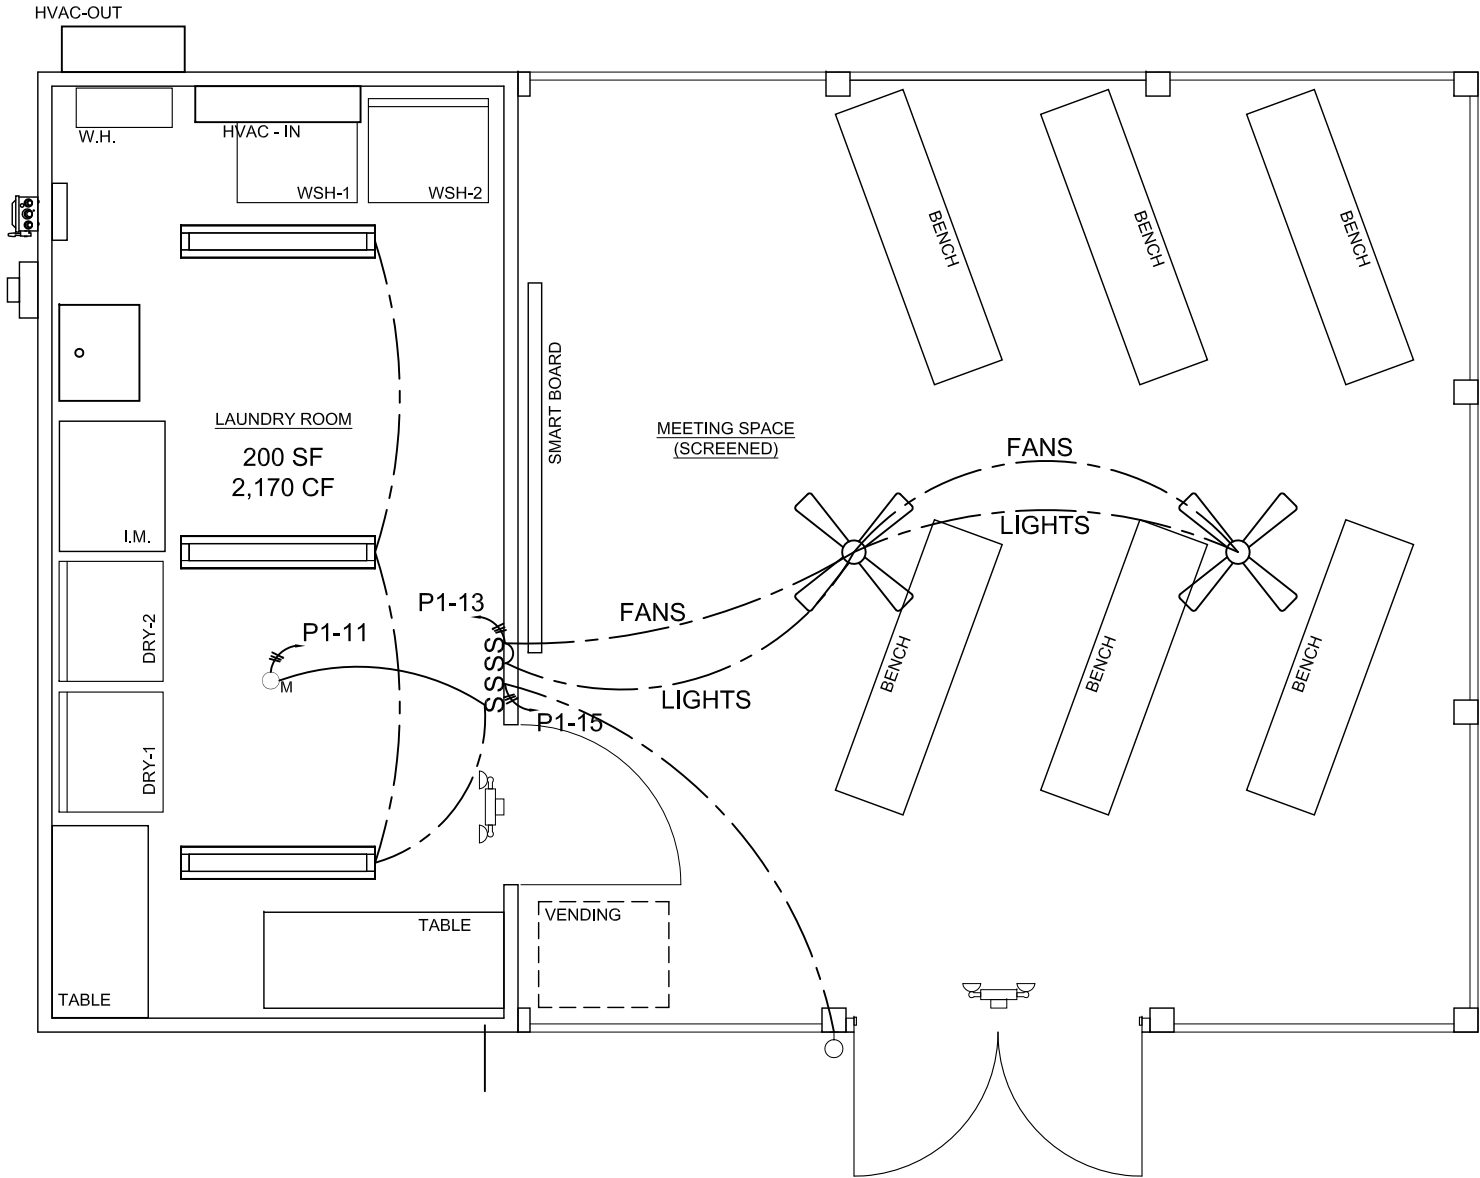 HVAC-OUT
W.H.
HVAC - IN
WSH-1
WSH-2
BENCH
BENCH
BENCH
SMART BOARD
LAUNDRY ROOM
200 SF
2,170 CF
MEETING SPACE
(SCREENED)
FANS
LIGHTS
I.M.
P1-13
FANS
DRY-2
P1-11
M
S
S
S
S
BENCH
BENCH
BENCH
LIGHTS
P1-15
DRY-1
VENDING
TABLE
TABLE